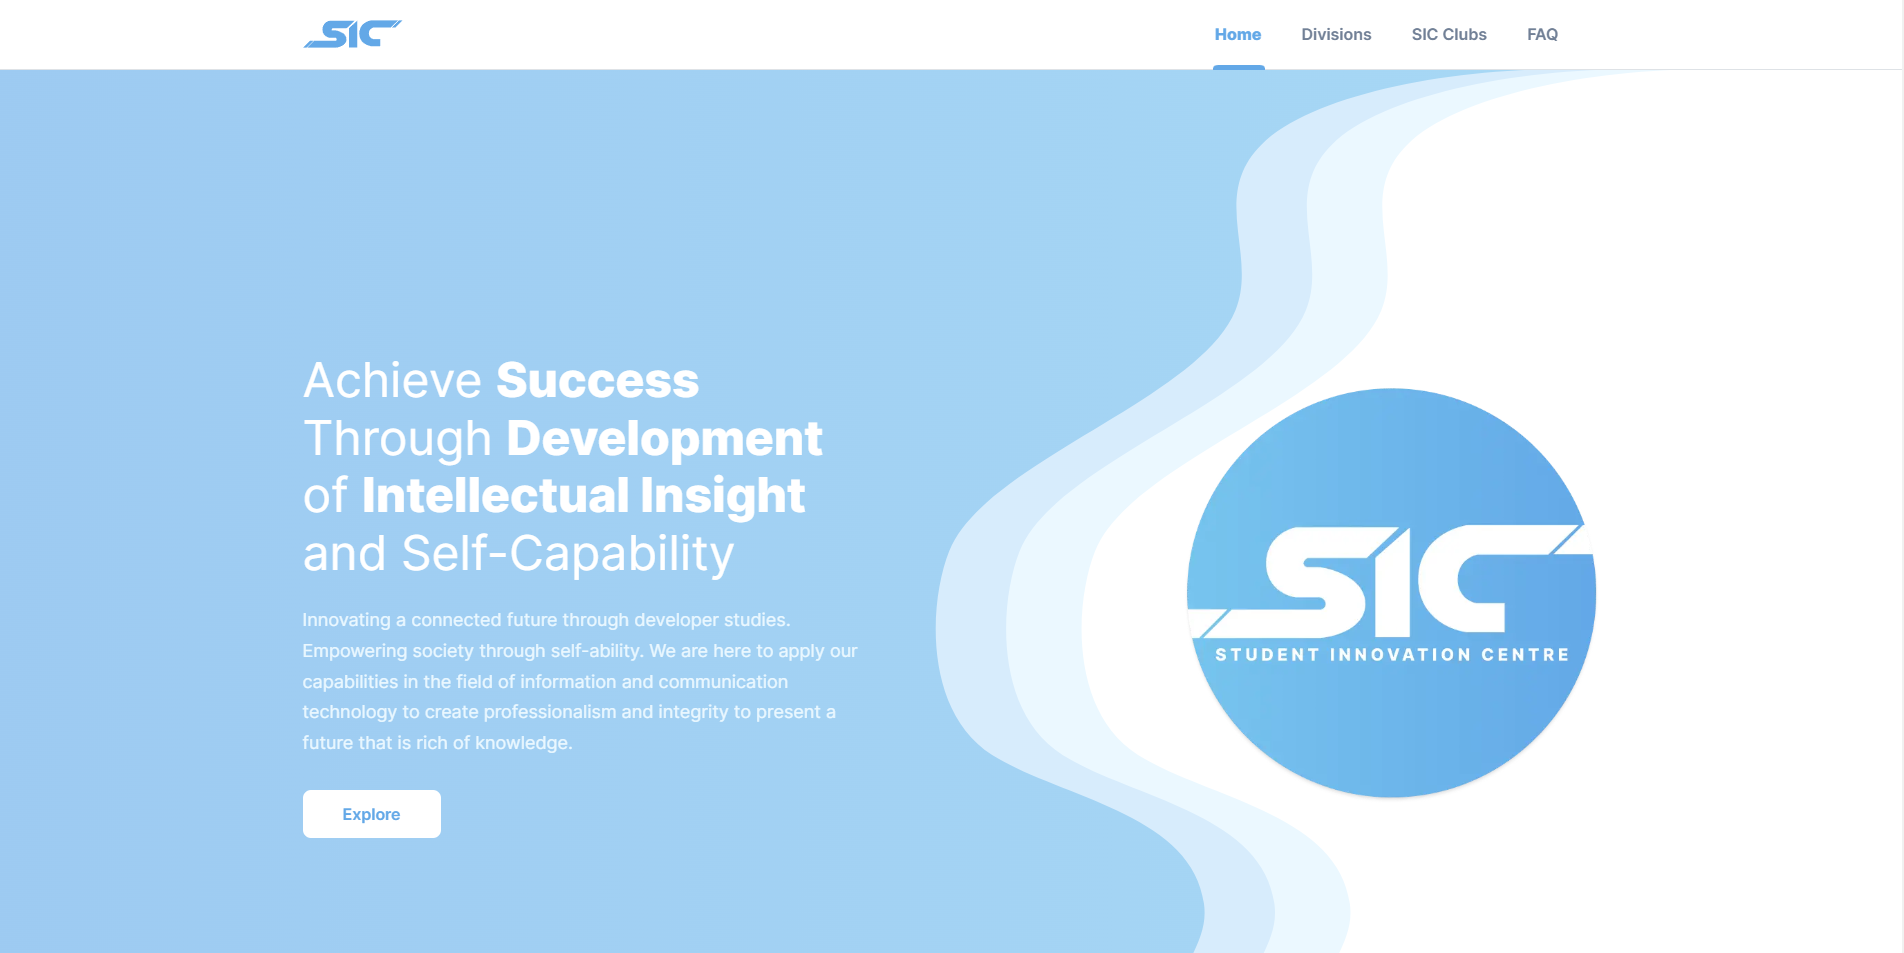 SIC
Home
Divisions
SIC Clubs
FAQ
Achieve Success
Through Development
of Intellectual Insight
and Self-Capability
Innovating a connected future through developer studies.
Empowering society through self-ability. We are here to apply our
capabilities in the field of information and communication
technology to create professionalism and integrity to present a
future that is rich of knowledge.
Explore
SIC
STUDENT INNOVATION CENTRE